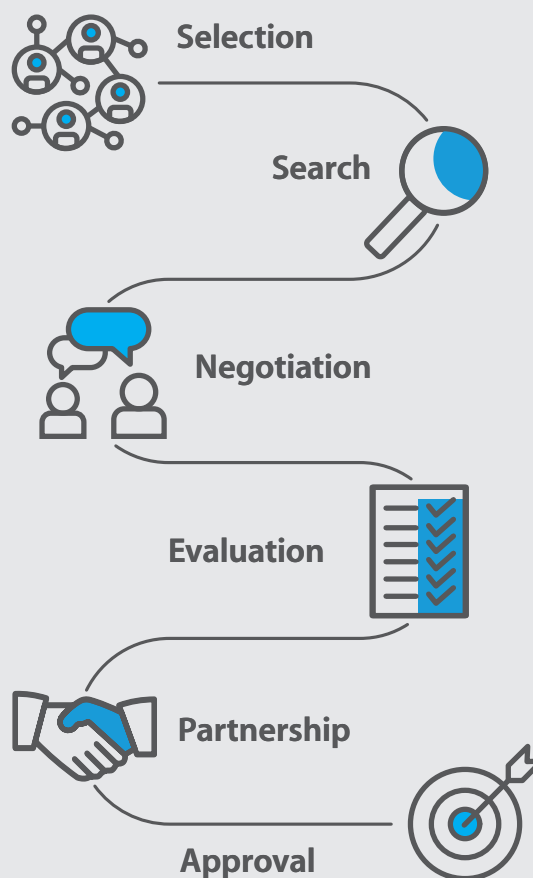 Selection
Search
Negotiation
Evaluation
Partnership
Approval